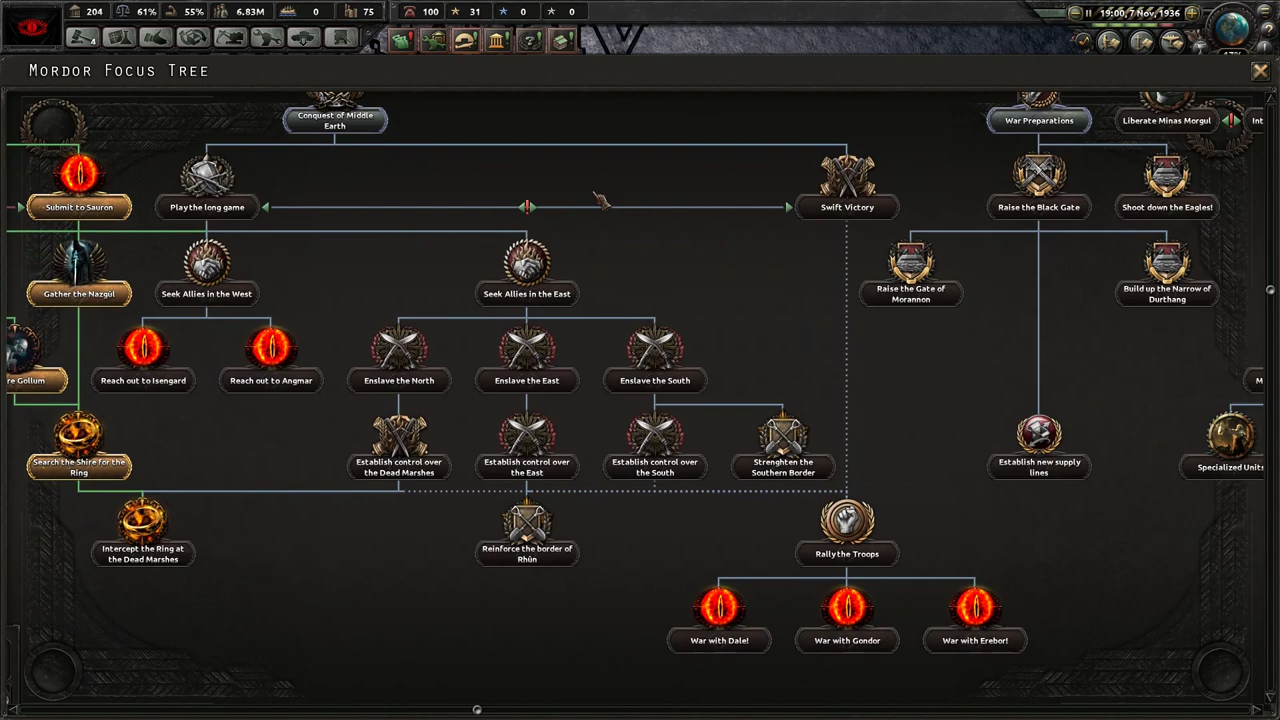 204
61%
55%
6.83M
0
75
100
31
0
0
19:00, 7 Nov, 1936
4
Mordor Focus Tree
Conquest of Middle
Earth
War Preparations
Liberate Minas Morgul
Int
Submit to Sauron
Play the long game
Swift Victory
Raise the Black Gate
Shoot down the Eagles!
Gather the Nazgûl
Seek Allies in the West
Seek Allies in the East
Raise the Gate of
Morannon
Build up the Narrow of
Durthang
re Gollum
Reach out to Isengard
Reach out to Angmar
Enslave the North
Enslave the East
Enslave the South
M
Search the Shire for the
Ring
Establish control over
the Dead Marshes
Establish control over
the East
Establish control over
the South
Strenghten the
Southern Border
Establish new supply
lines
Specialized Units
Intercept the Ring at
the Dead Marshes
Reinforce the border of
Rhûn
Rally the Troops
War with Dale!
War with Gondor
War with Erebor!